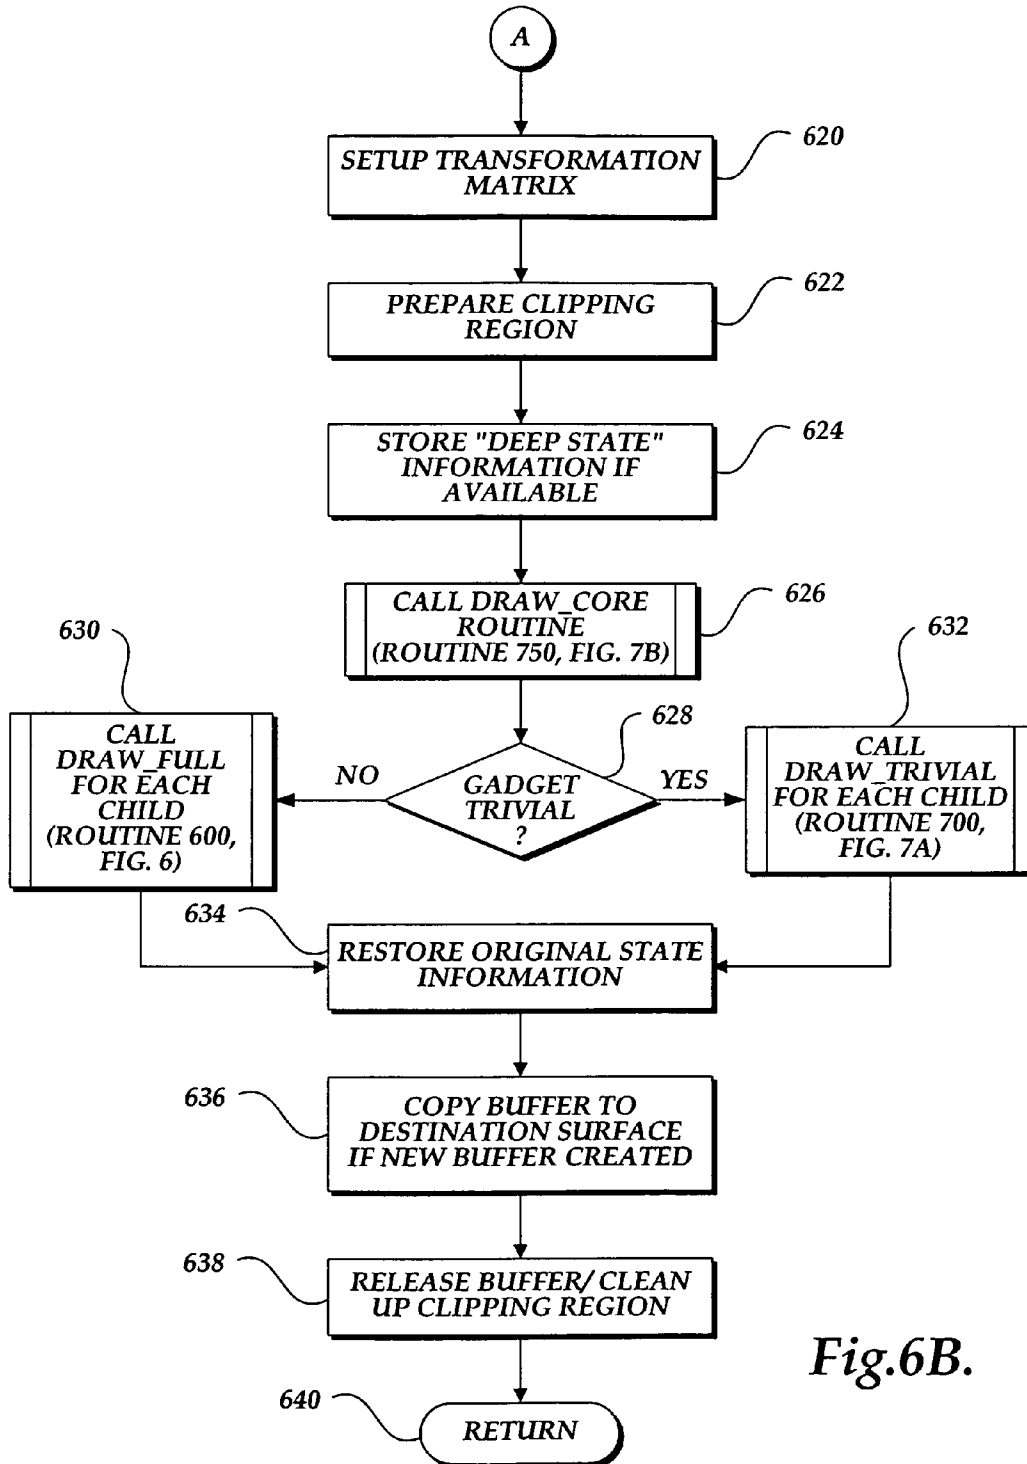 A
620
SETUP TRANSFORMATION
MATRIX
622
PREPARE CLIPPING
REGION
624
STORE "DEEP STATE"
INFORMATION IF
AVAILABLE
626
CALL DRAW_CORE
ROUTINE
(ROUTINE 750, FIG. 7B)
630
632
628
CALL
DRAW_FULL
FOR EACH
CHILD
(ROUTINE 600,
FIG. 6)
NO
GADGET
TRIVIAL
?
YES
CALL
DRAW_TRIVIAL
FOR EACH CHILD
(ROUTINE 700,
FIG. 7A)
634
RESTORE ORIGINAL STATE
INFORMATION
636
COPY BUFFER TO
DESTINATION SURFACE
IF NEW BUFFER CREATED
638
RELEASE BUFFER/ CLEAN
UP CLIPPING REGION
Fig.6B.
640
RETURN